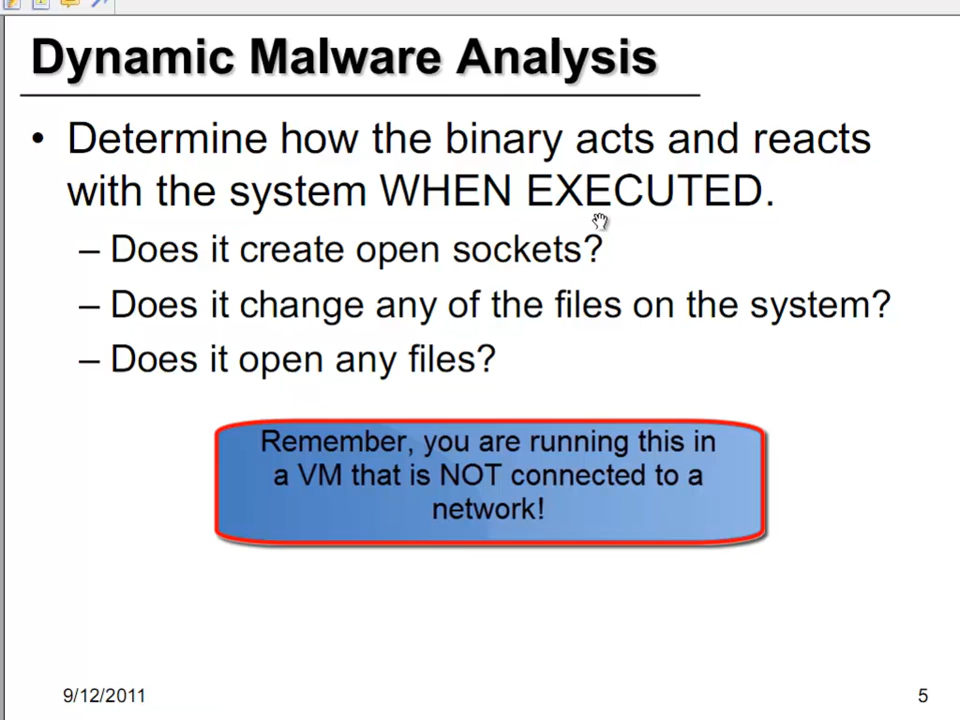 Dynamic Malware Analysis
• Determine how the binary acts and reacts
with the system WHEN EXECUTED.
– Does it create open sockets?
– Does it change any of the files on the system?
– Does it open any files?
Remember, you are running this in
a VM that is NOT connected to a
network!
9/12/2011
5